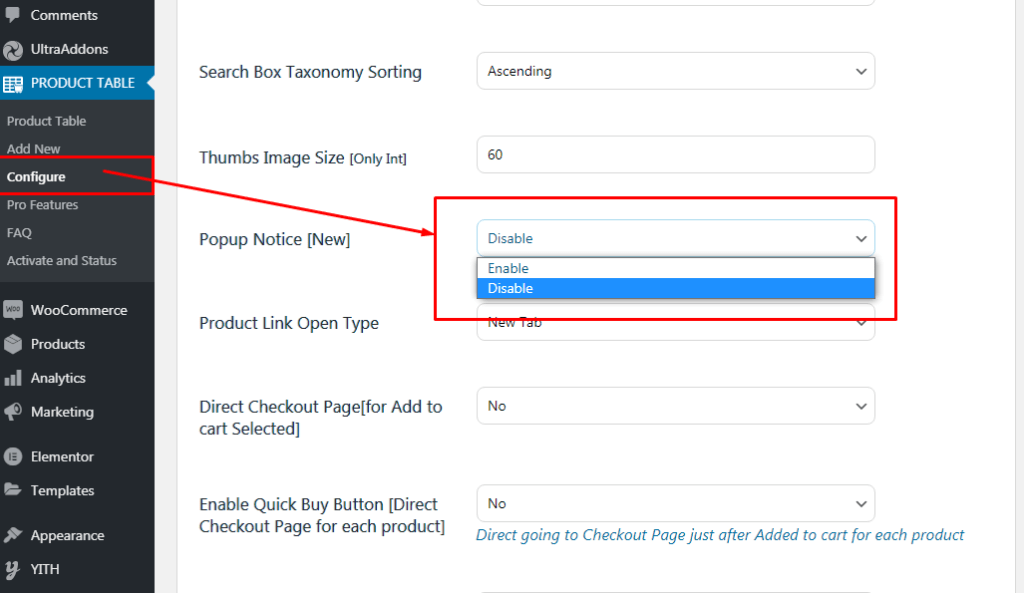 Comments
UltraAddons
PRODUCT TABLE
Product Table
Add New
Configure
Pro Features
FAQ
Activate and Status
WOO WooCommerce
Products
Analytics
Marketing
Elementor
Templates
Appearance
YITH
Search Box Taxonomy Sorting
Ascending
Thumbs Image Size [Only Int]
60
Popup Notice [New]
Disable
Enable
Disable
Product Link Open Type
New Tab
Direct Checkout Page[for Add to
cart Selected]
No
Enable Quick Buy Button [Direct
Checkout Page for each product]
No
Direct going to Checkout Page just after Added to cart for each product